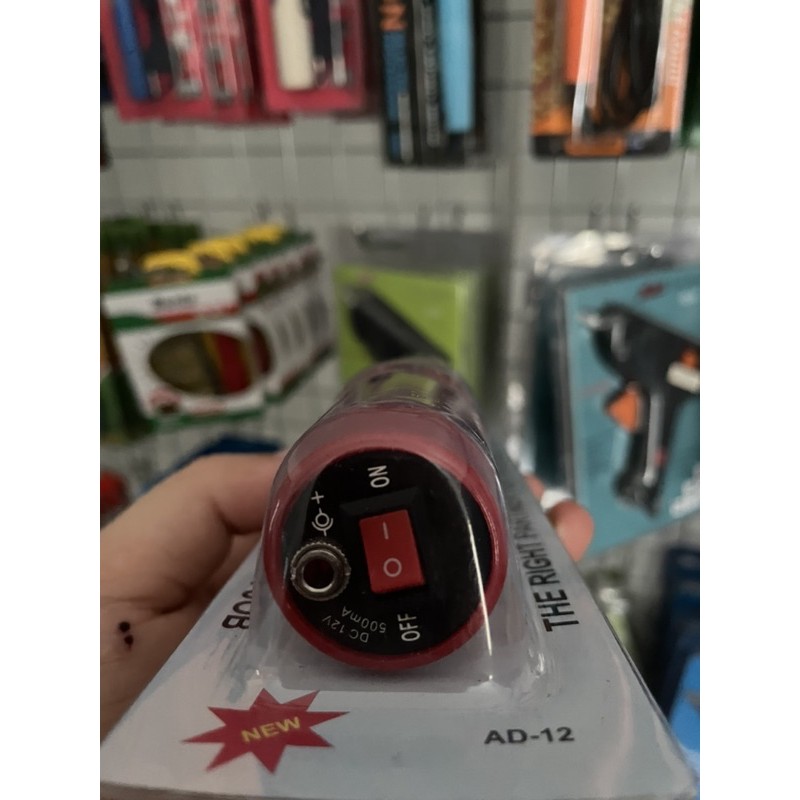 ON
+
I
O
OFF
DC 12V
500mA
THE RIGHT
NEW
AD-12